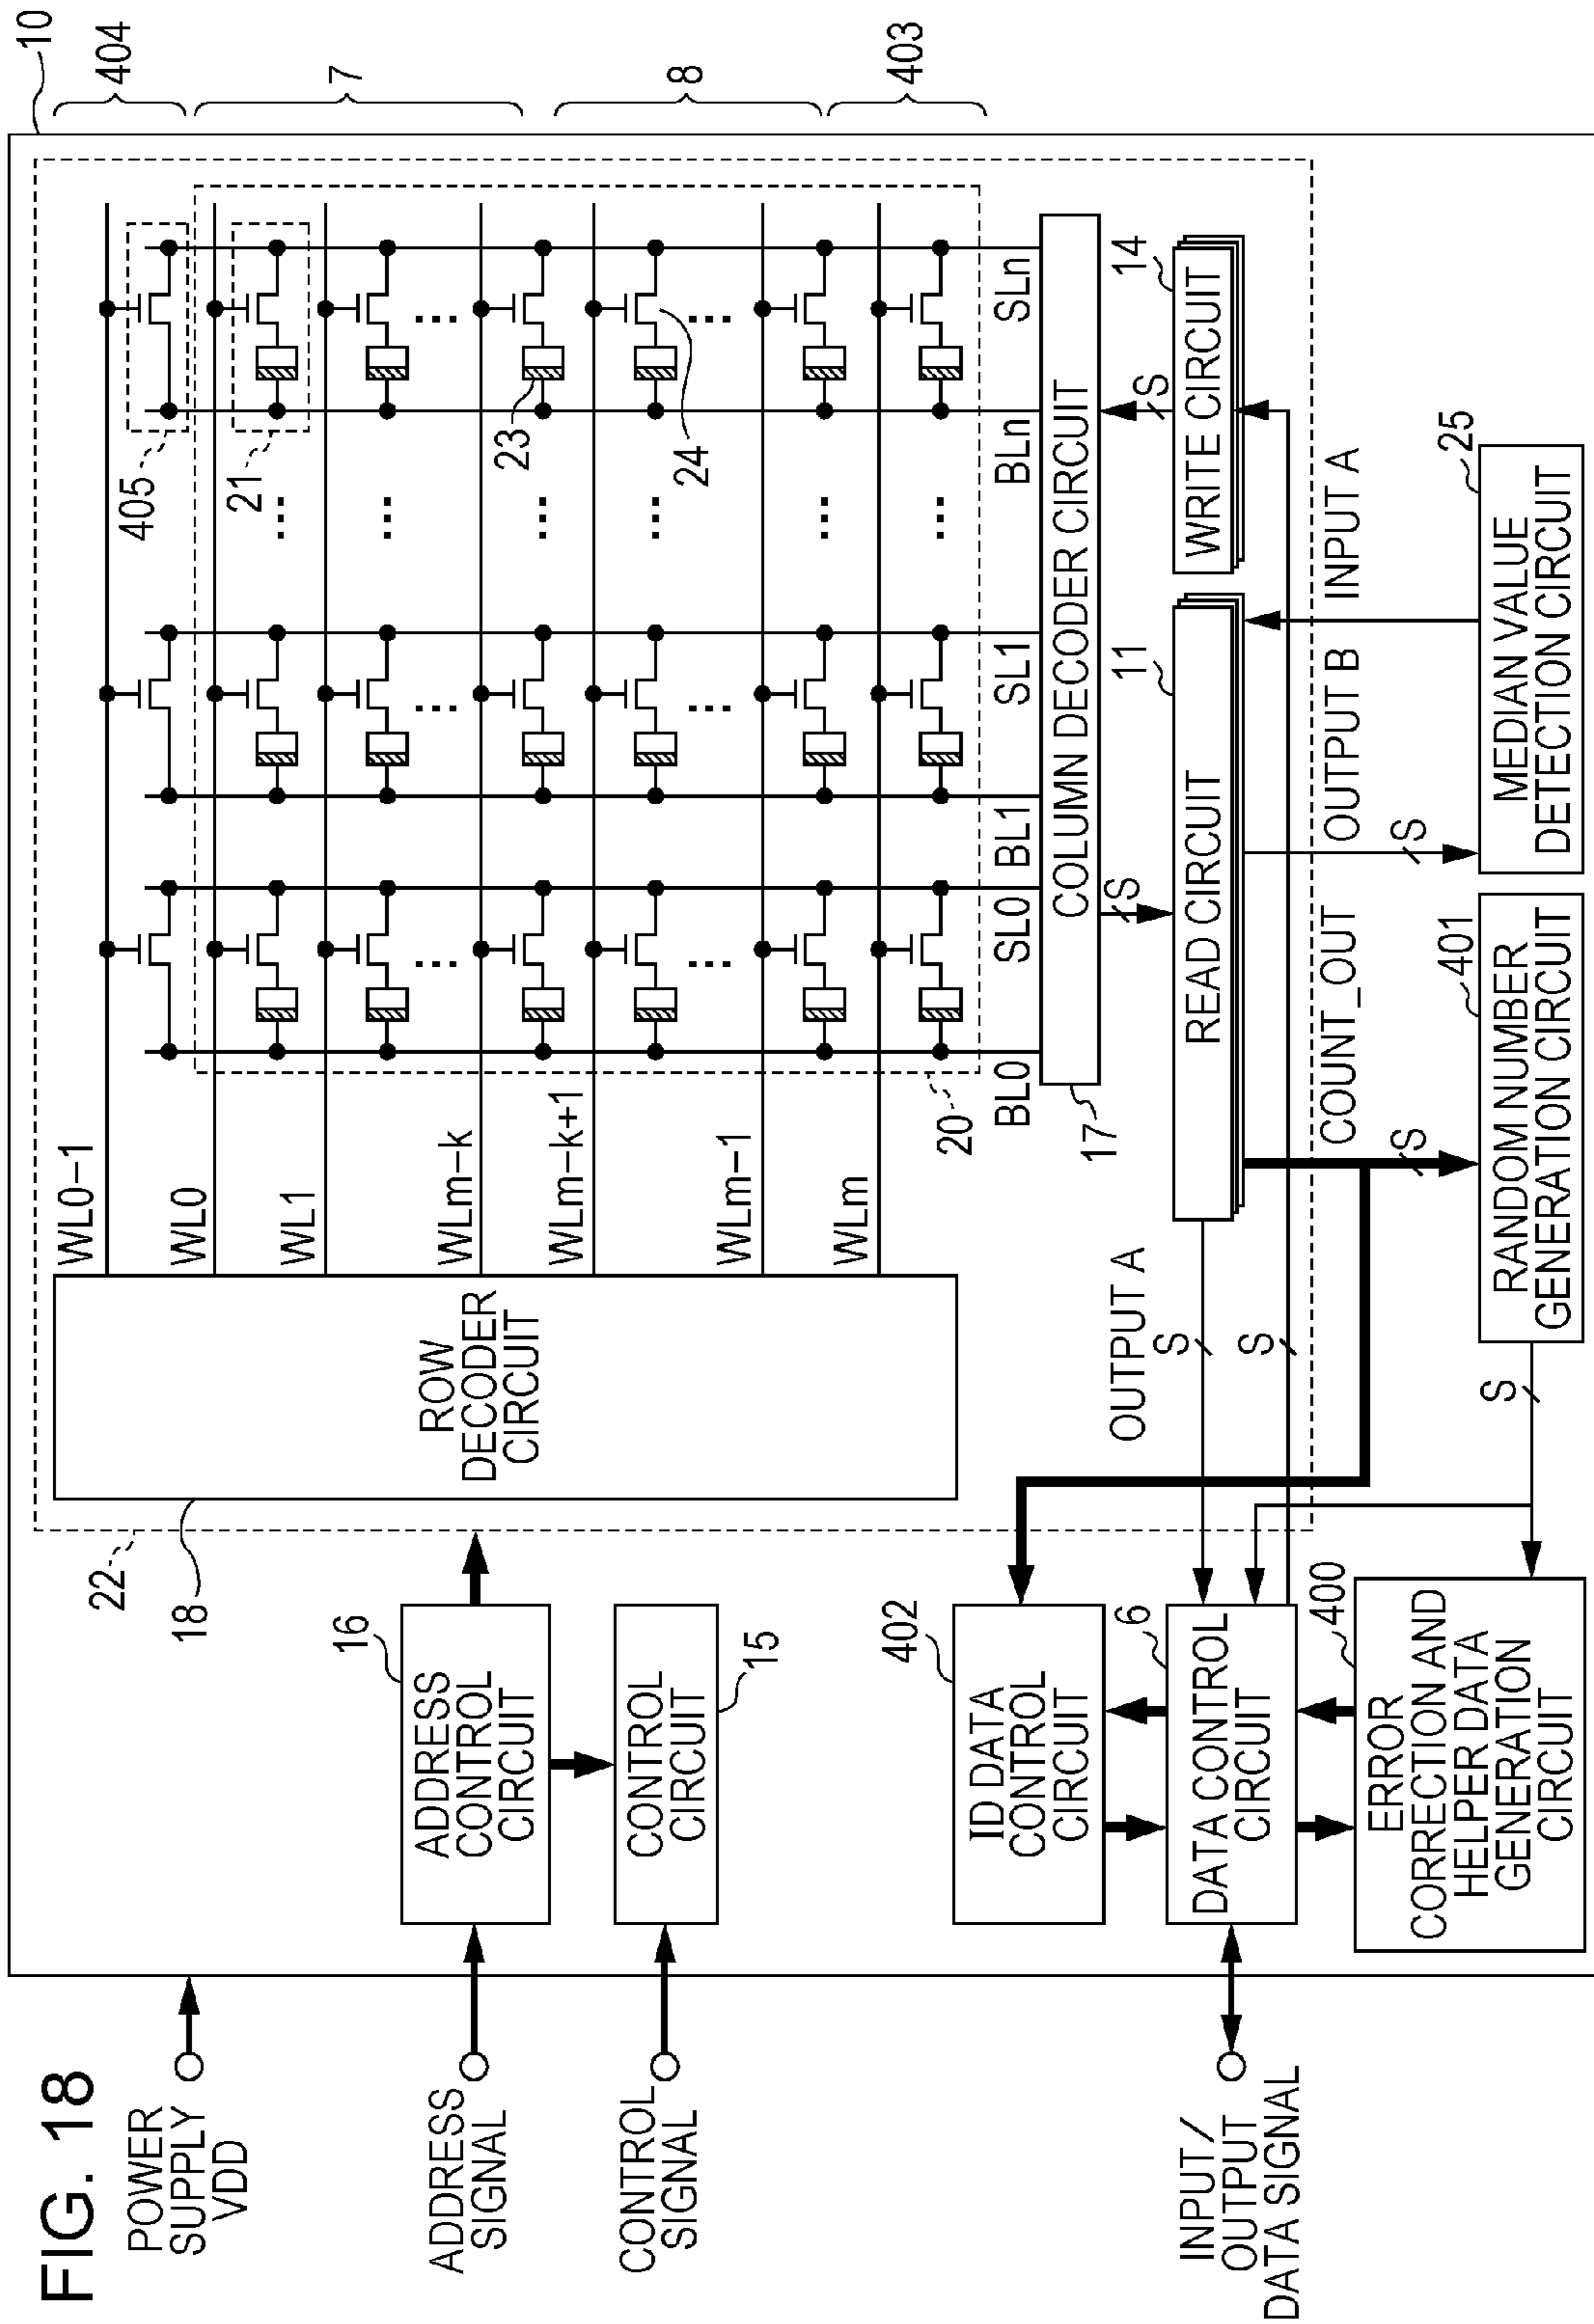 FIG. 18
10
404
7
8
403
POWER
SUPPLY
VDD
ADDRESS
SIGNAL
CONTROL
SIGNAL
INPUT/
OUTPUT
DATA SIGNAL
22
18
ROW
DECODER
CIRCUIT
WL0-1
WL0
WL1
WLm-k
WLm-k+1
WLm-1
WLm
405
21
23
24
20
... ... ...
... ... ...
...
...
...
...
...
...
BL0
SL0
BL1
SL1
BLn
SLn
17
COLUMN DECODER CIRCUIT
S
S
16
ADDRESS
CONTROL
CIRCUIT
CONTROL
CIRCUIT
15
402
ID DATA
CONTROL
CIRCUIT
6
DATA CONTROL
CIRCUIT
400
ERROR
CORRECTION AND
HELPER DATA
GENERATION
CIRCUIT
OUTPUT A
S
S
11
READ CIRCUIT
14
WRITE CIRCUIT
COUNT_OUT
OUTPUT B
INPUT A
S
S
S
401
RANDOM NUMBER
GENERATION CIRCUIT
25
MEDIAN VALUE
DETECTION CIRCUIT